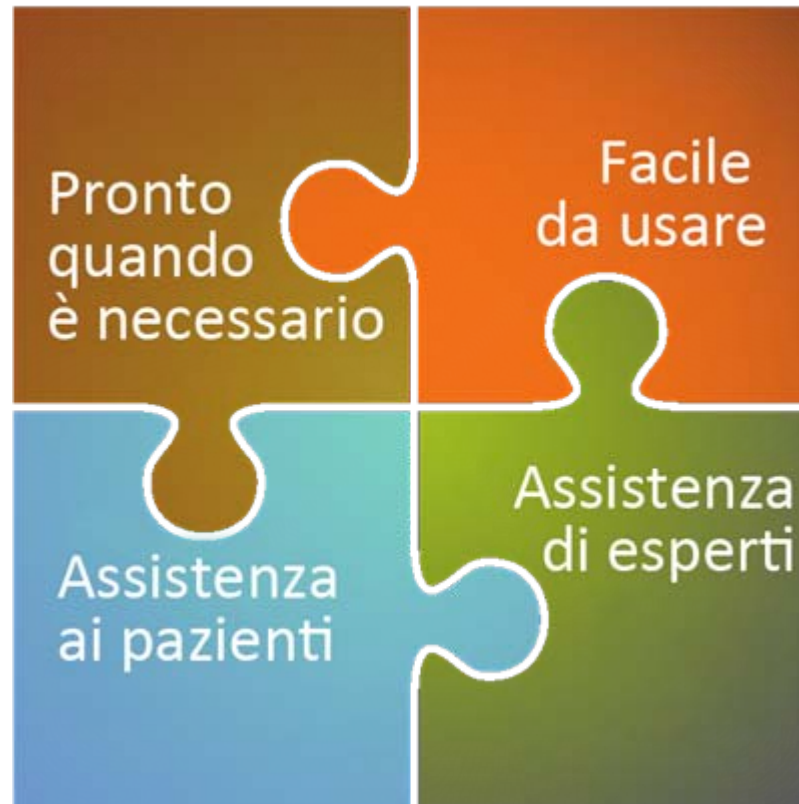 Pronto
quando
è necessario
Facile
da usare
Assistenza
ai pazienti
Assistenza
di esperti